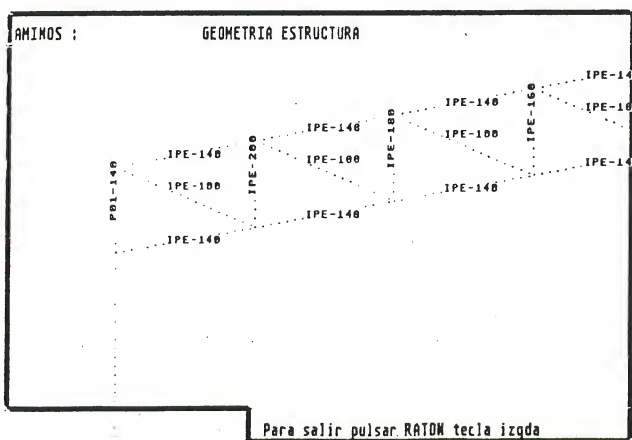 AMINOS :
GEOMETRIA ESTRUCTURA
IPE-14
IPE-140
IPE-160
IPE-10
IPE-140
IPE-180
IPE-100
IPE-140
IPE-200
IPE-100
IPE-14
IPE-140
PD1-140
IPE-100
IPE-140
IPE-140
Para salir pulsar RATON tecla izqda